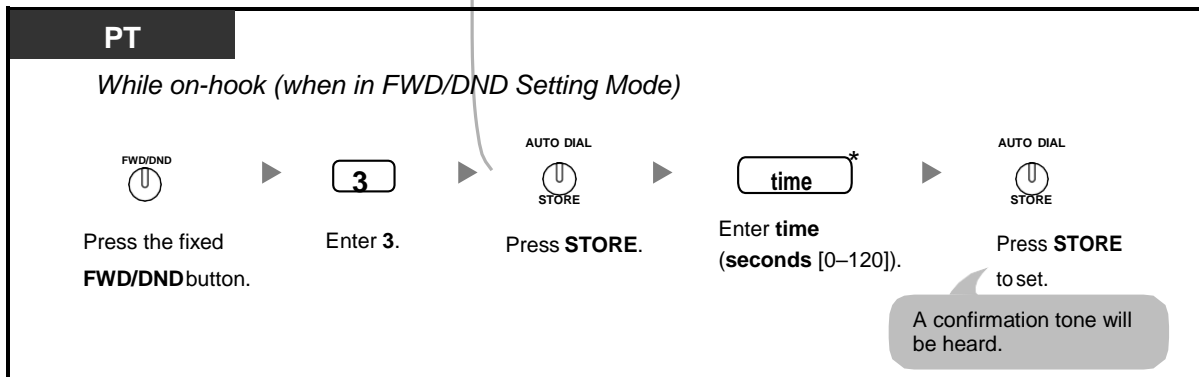 PT
While on-hook (when in FWD/DND Setting Mode)
FWD/DND
Press the fixed
FWD/DND button.
3
Enter 3.
AUTO DIAL
STORE
Press STORE.
time*
Enter time
(seconds [0–120]).
AUTO DIAL
STORE
Press STORE
to set.
A confirmation tone will
be heard.